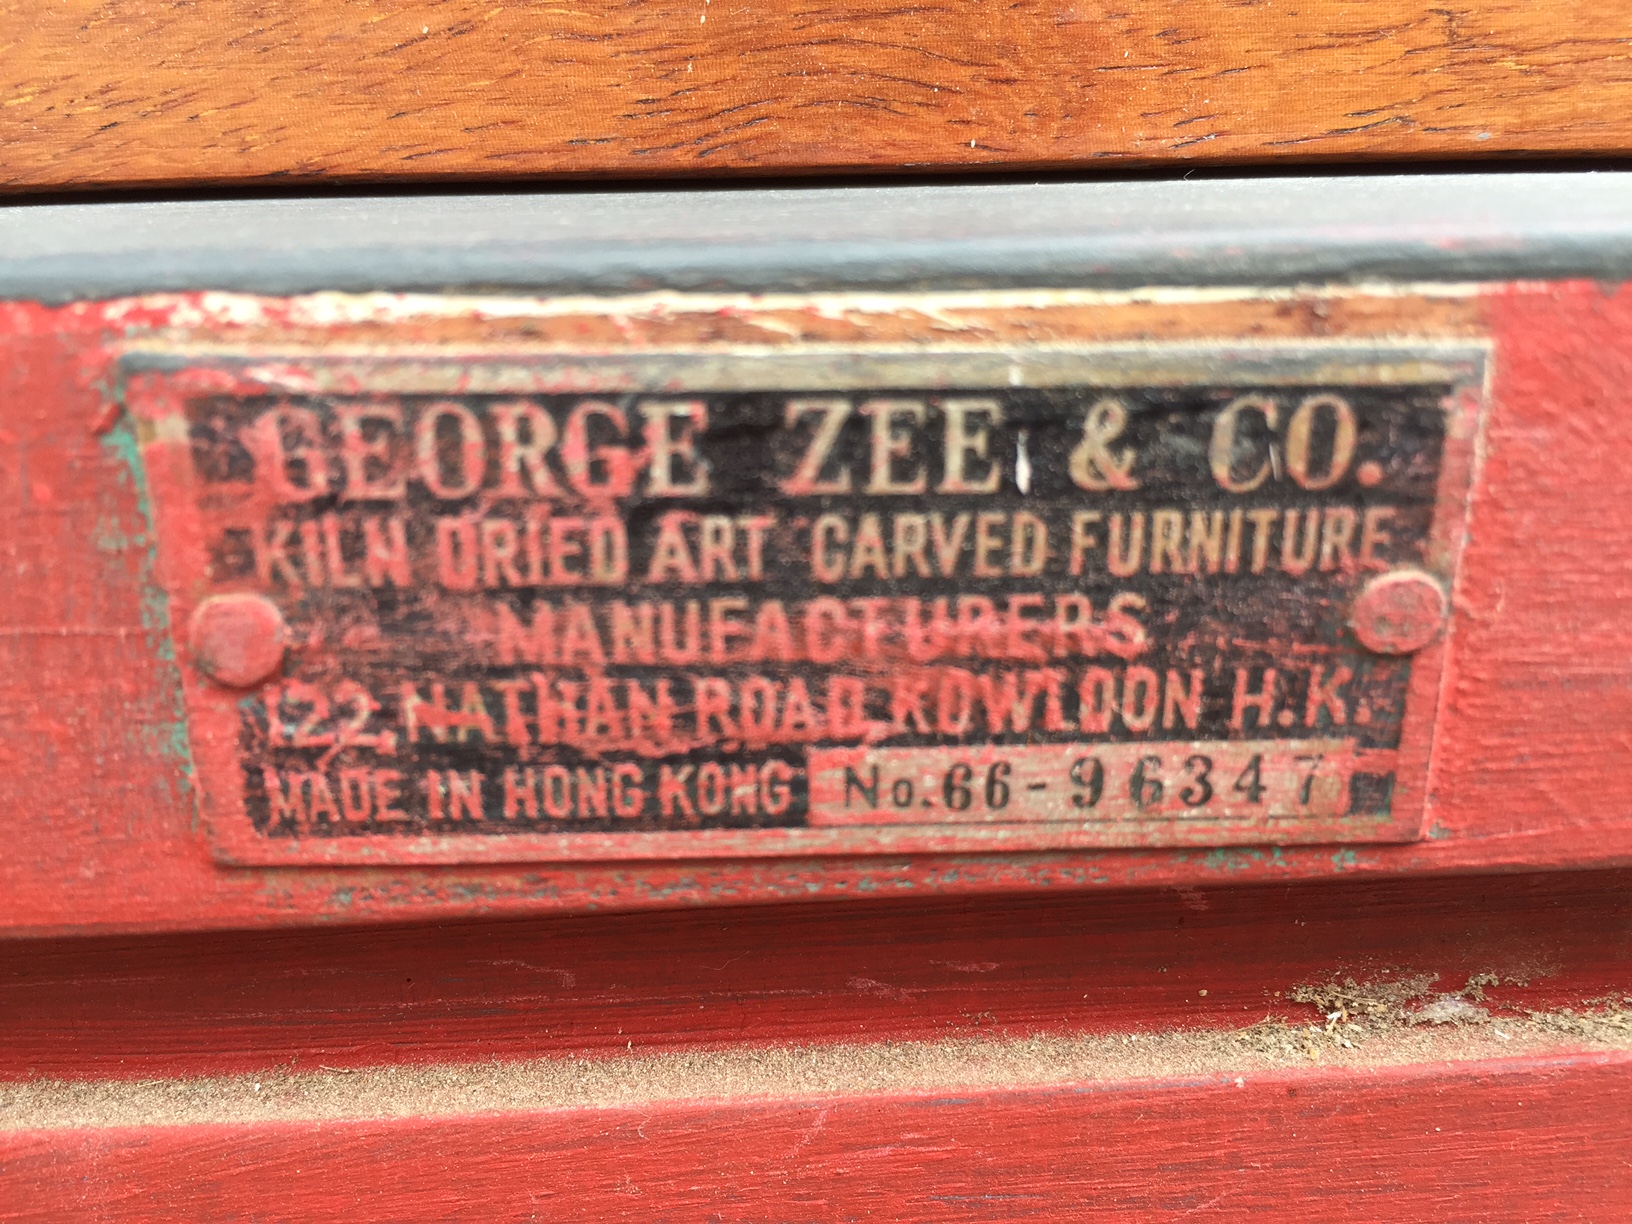 GEORGE ZEE & CO.
KILN DRIED ART CARVED FURNITURE
MANUFACTURERS
122, NATHAN ROAD, KOWLOON H.K.
MADE IN HONG KONG No. 66-96347